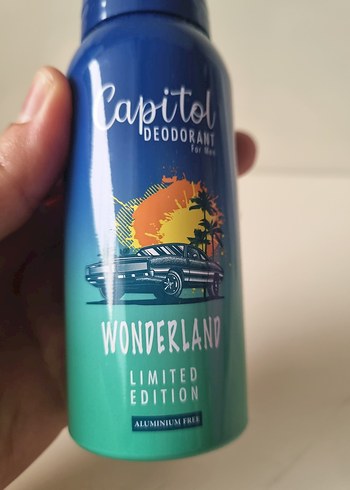 Capitol
DEODORANT
For Men
WONDERLAND
LIMITED
EDITION
ALUMINIUM FREE